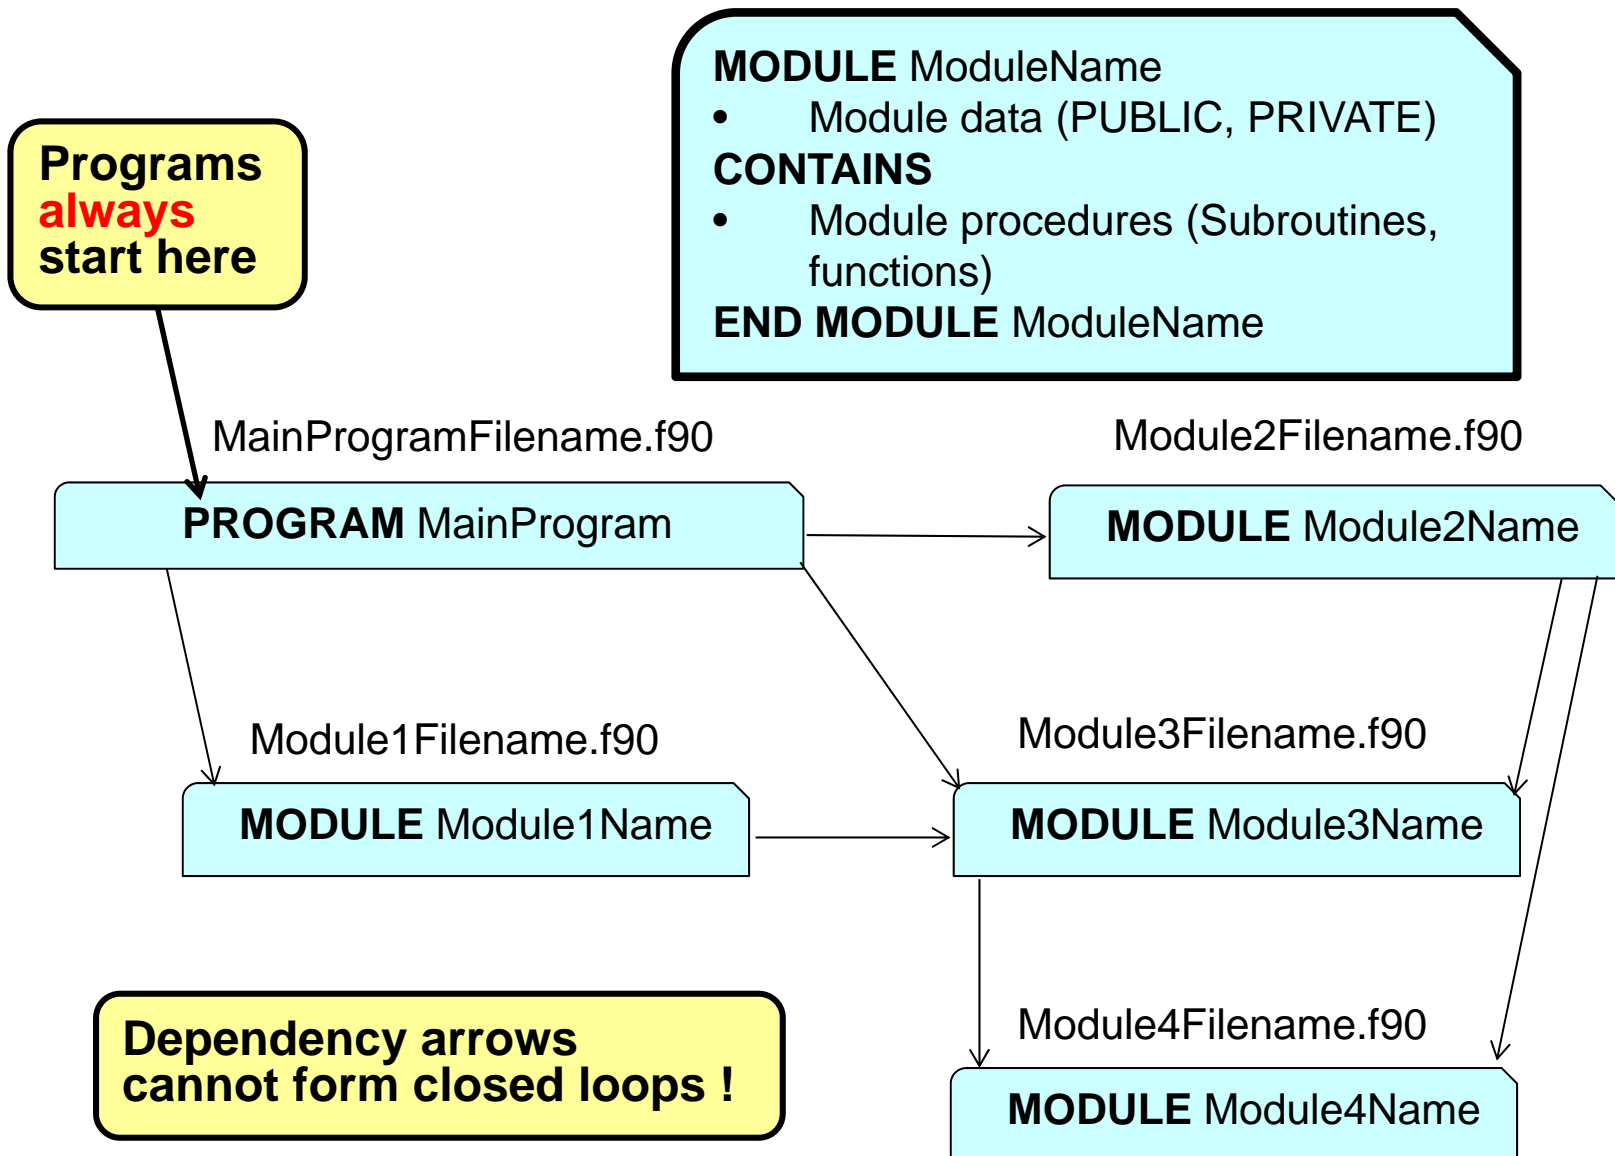 MODULE ModuleName
• Module data (PUBLIC, PRIVATE)
CONTAINS
• Module procedures (Subroutines,
functions)
END MODULE ModuleName
Programs
always
start here
MainProgramFilename.f90
Module2Filename.f90
PROGRAM MainProgram
MODULE Module2Name
Module1Filename.f90
Module3Filename.f90
MODULE Module1Name
MODULE Module3Name
Dependency arrows
cannot form closed loops !
Module4Filename.f90
MODULE Module4Name